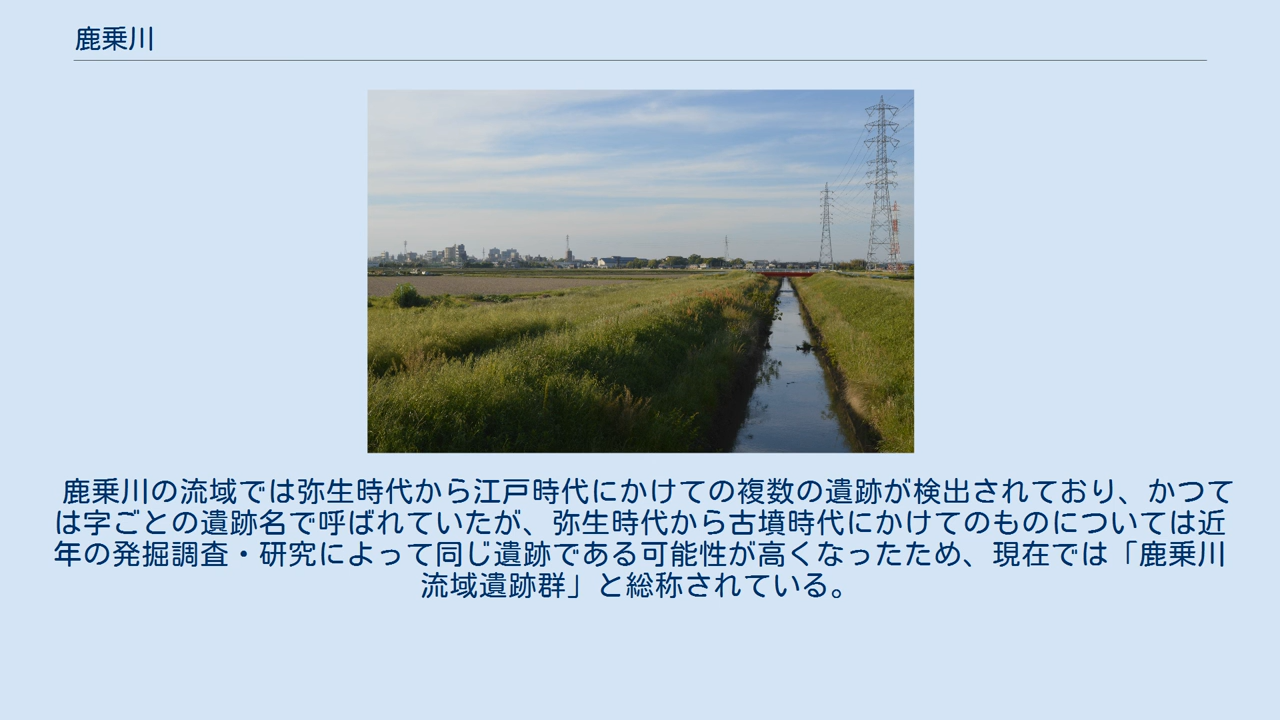 鹿乗川
鹿乗川の流域では弥生時代から江戸時代にかけての複数の遺跡が検出されており、かつて
は字ごとの遺跡名で呼ばれていたが、弥生時代から古墳時代にかけてのものについては近
年の発掘調査・研究によって同じ遺跡である可能性が高くなったため、現在では「鹿乗川
流域遺跡群」と総称されている。